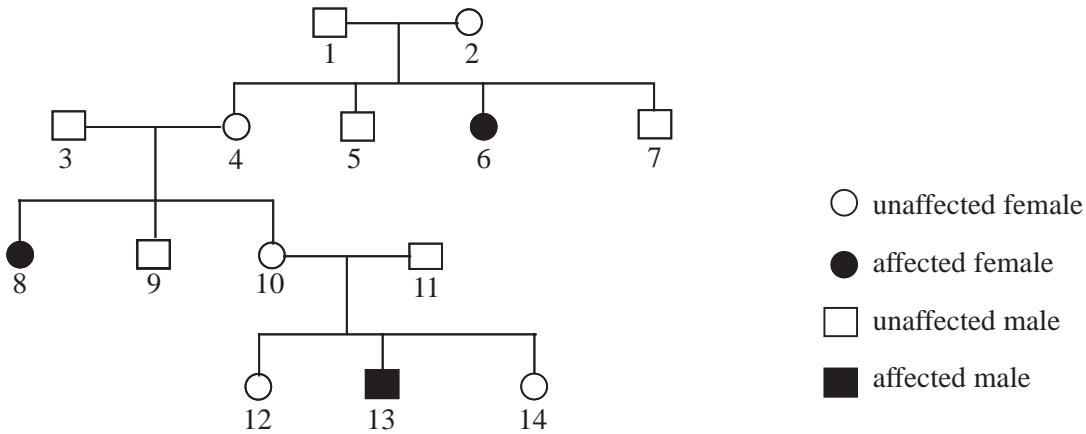 1 2
3 4 5 6 7
unaffected female
8 9 10 11
affected female
unaffected male
affected male
12 13 14